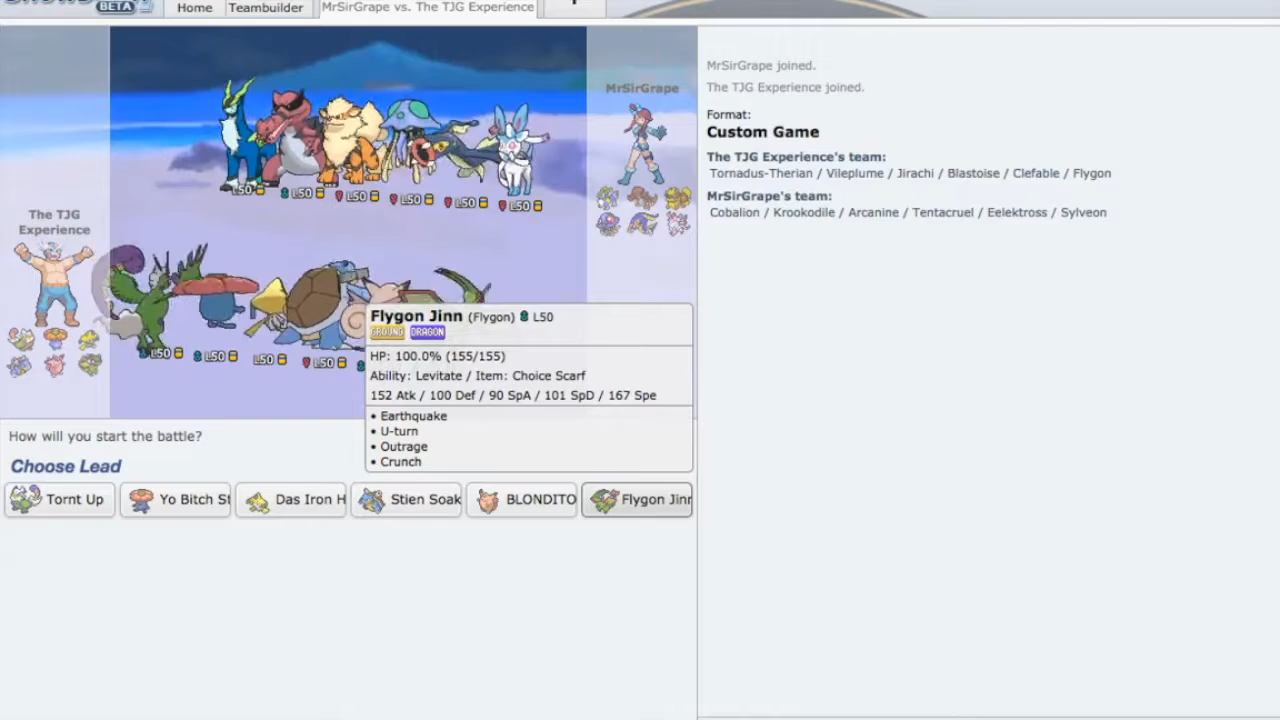 BETA
Home
Teambuilder
MrSirGrape vs. The TJG Experience
+
MrSirGrape
L50
L50
L50
L50
L50
L50
The TJG
Experience
L50
L50
L50
L50
Flygon Jinn (Flygon) L50
GROUND DRAGON
HP: 100.0% (155/155)
Ability: Levitate / Item: Choice Scarf
152 Atk / 100 Def / 90 SpA / 101 SpD / 167 Spe
• Earthquake
• U-turn
• Outrage
• Crunch
How will you start the battle?
Choose Lead
Tornt Up
Yo Bitch St
Das Iron H
Stien Soak
BLONDITO
Flygon Jinn
MrSirGrape joined.
The TJG Experience joined.
Format:
Custom Game
The TJG Experience's team:
Tornadus-Therian / Vileplume / Jirachi / Blastoise / Clefable / Flygon
MrSirGrape's team:
Cobalion / Krookodile / Arcanine / Tentacruel / Eelektross / Sylveon